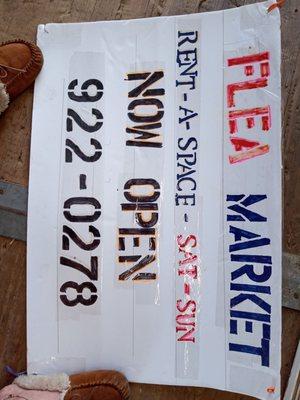 FLEA MARKET
RENT-A-SPACE - SAT-SUN
NOW OPEN
922-0278